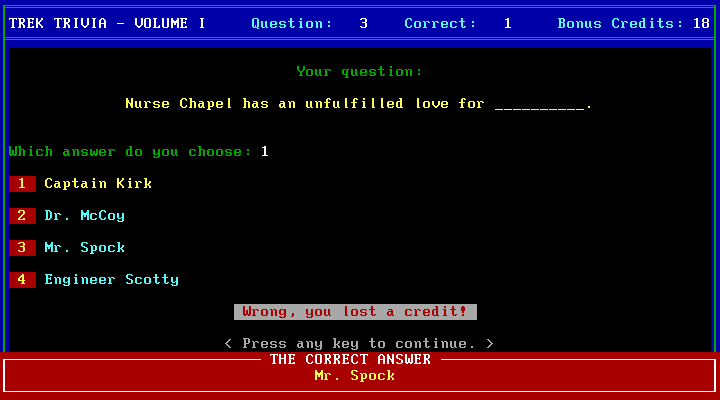 TREK TRIVIA - VOLUME I Question: 3 Correct: 1 Bonus Credits: 18
Your question:
Nurse Chapel has an unfulfilled love for __________.
Which answer do you choose: 1
1 Captain Kirk
2 Dr. McCoy
3 Mr. Spock
4 Engineer Scotty
Wrong, you lost a credit!
< Press any key to continue. >
THE CORRECT ANSWER
Mr. Spock